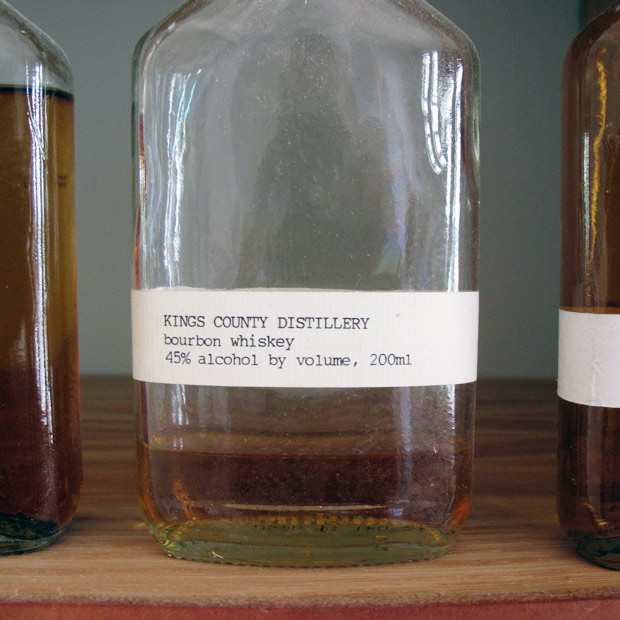 KINGS COUNTY DISTILLERY
bourbon whiskey
45% alcohol by volume, 200ml